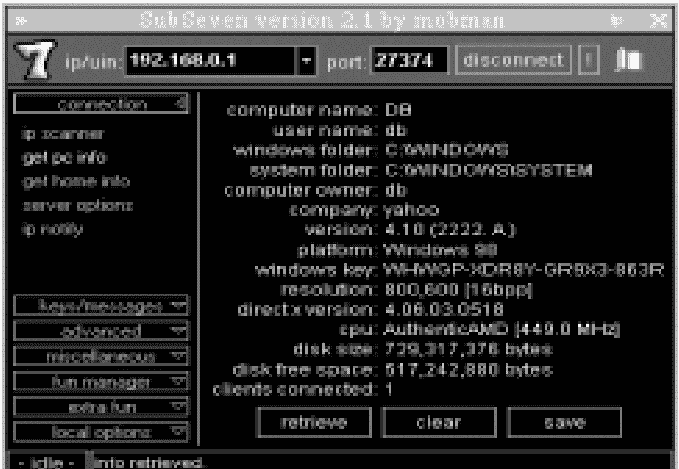 SubSeven version 2.1 by mobman
ip/uin: 192.168.0.1 port: 27374 disconnect !
connection
ip scanner
get pc info
get home info
server options
ip notify
keys/messages
advanced
miscellaneous
fun manager
extra fun
local options
computer name: DB
user name: db
windows folder: C:\WINDOWS
system folder: C:\WINDOWS\SYSTEM
computer owner: db
company: yahoo
version: 4.10 (2222. A)
platform: Windows 98
windows key:
resolution: 800,600 [16bpp]
direct x version: 4.06.03.0518
cpu: AuthenticAMD [449.0 MHz]
disk size: 729,317,376 bytes
disk free space: 517,242,880 bytes
clients connected: 1
retrieve clear save
- idle - info retrieved.